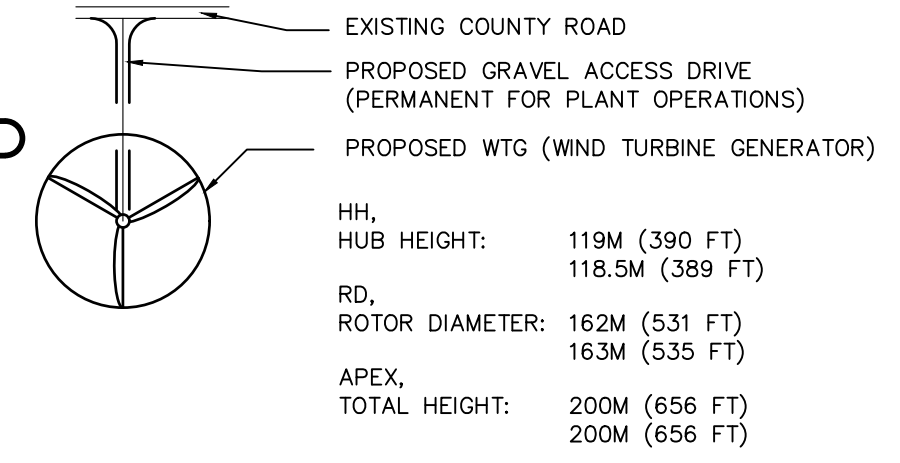 EXISTING COUNTY ROAD
PROPOSED GRAVEL ACCESS DRIVE
(PERMANENT FOR PLANT OPERATIONS)
PROPOSED WTG (WIND TURBINE GENERATOR)
HH,
HUB HEIGHT: 119M (390 FT)
118.5M (389 FT)
RD,
ROTOR DIAMETER: 162M (531 FT)
163M (535 FT)
APEX,
TOTAL HEIGHT: 200M (656 FT)
200M (656 FT)